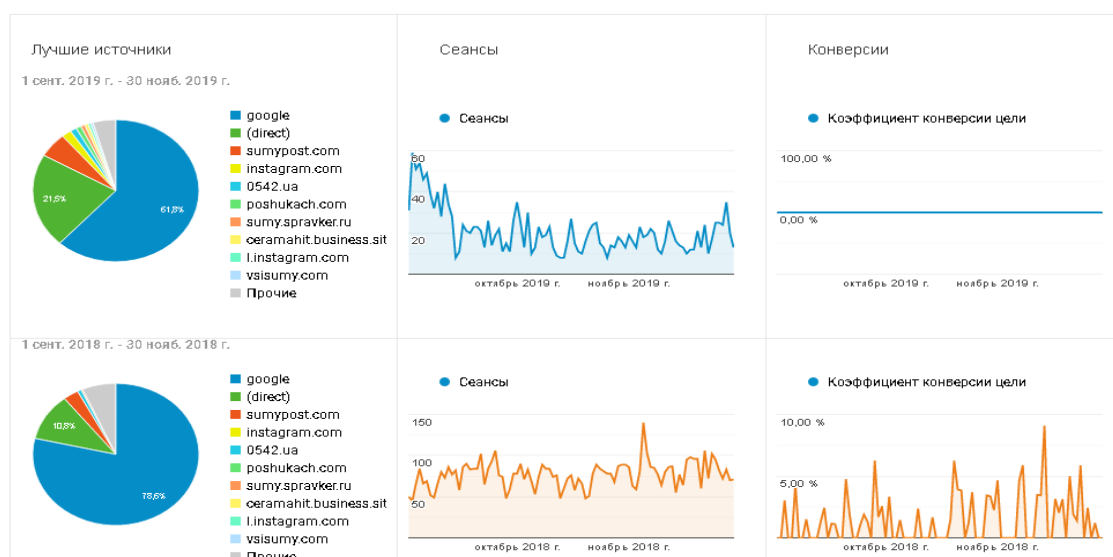 Лучшие источники
Сеансы
Конверсии
1 сент. 2019 г. - 30 нояб. 2019 г.
google
(direct)
sumypost.com
instagram.com
0542.ua
poshukach.com
sumy.spravker.ru
ceramahit.business.sit
l.instagram.com
vsisumy.com
Прочие
21,5%
61,8%
Сеансы
60
40
20
октябрь 2019 г.
ноябрь 2019 г.
Коэффициент конверсии цели
100,00 %
0,00 %
октябрь 2019 г.
ноябрь 2019 г.
1 сент. 2018 г. - 30 нояб. 2018 г.
google
(direct)
sumypost.com
instagram.com
0542.ua
poshukach.com
sumy.spravker.ru
ceramahit.business.sit
l.instagram.com
vsisumy.com
Прочие
10,8%
78,6%
Сеансы
150
100
50
октябрь 2018 г.
ноябрь 2018 г.
Коэффициент конверсии цели
10,00 %
5,00 %
октябрь 2018 г.
ноябрь 2018 г.